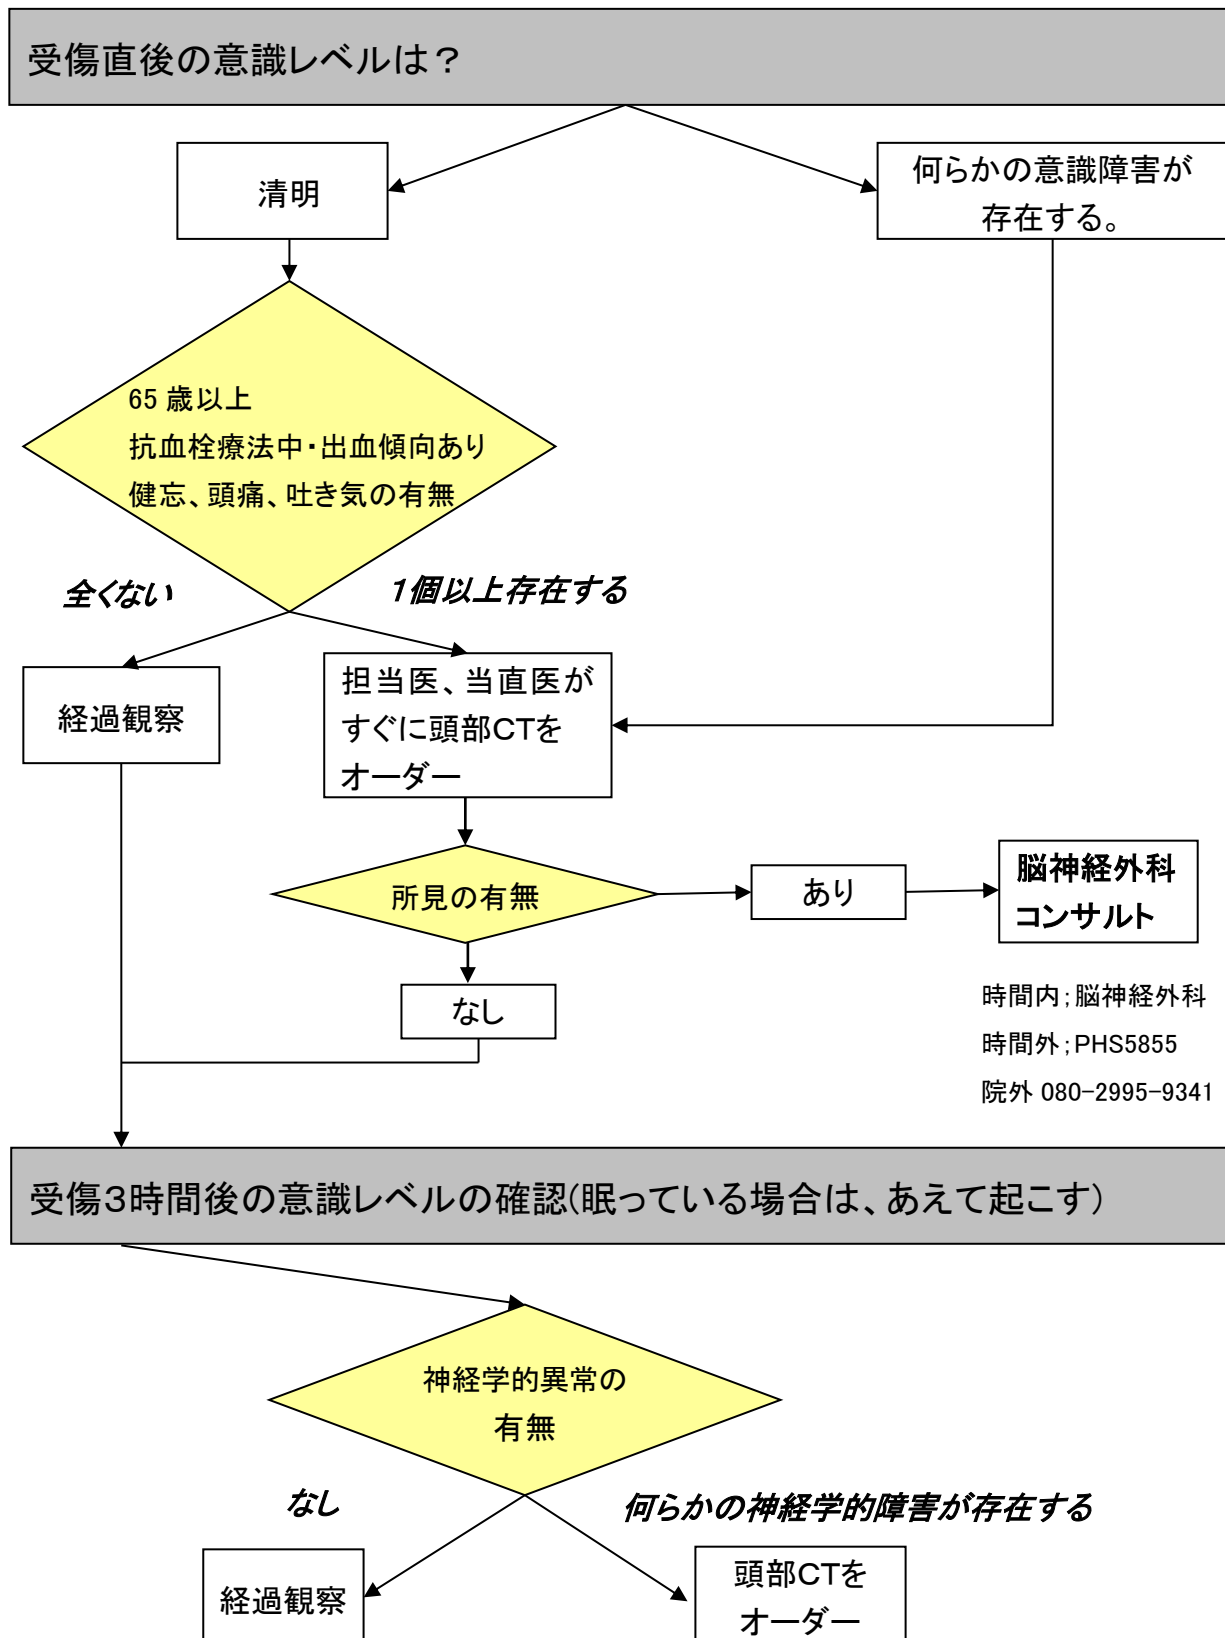 受傷直後の意識レベルは？
清明
何らかの意識障害が
存在する。
65 歳以上
抗血栓療法中・出血傾向あり
健忘、頭痛、吐き気の有無
全くない
1個以上存在する
経過観察
担当医、当直医が
すぐに頭部CTを
オーダー
所見の有無
あり
脳神経外科
コンサルト
なし
時間内；脳神経外科
時間外；PHS5855
院外 080-2995-9341
受傷3時間後の意識レベルの確認(眠っている場合は、あえて起こす)
神経学的異常の
有無
なし
何らかの神経学的障害が存在する
経過観察
頭部CTを
オーダー